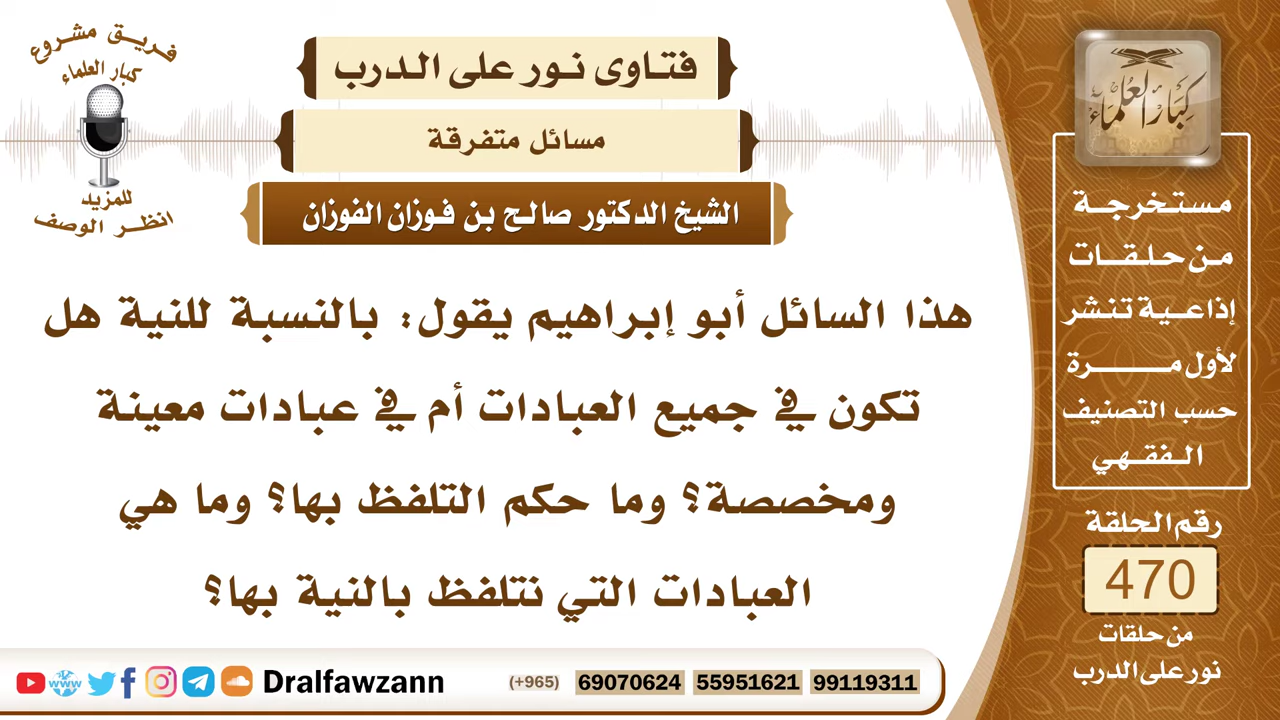 فريق مشروع
كبار العلماء
للمزيد
انظر الوصف
فتاوى نور على الدرب
مسائل متفرقة
الشيخ الدكتور صالح بن فوزان الفوزان
هذا السائل أبو إبراهيم يقول: بالنسبة للنية هل
تكون في جميع العبادات أم في عبادات معينة
ومخصصة؟ وما حكم التلفظ بها؟ وما هي
العبادات التي نتلفظ بالنية بها؟
كبار العلماء
مستخرجة
من حلقات
إذاعية تنشر
لأول مرة
حسب التصنيف
الفقهي
رقم الحلقة
470
من حلقات
نور على الدرب
www
Dralfawzann
(+965) 69070624 55951621 99119311